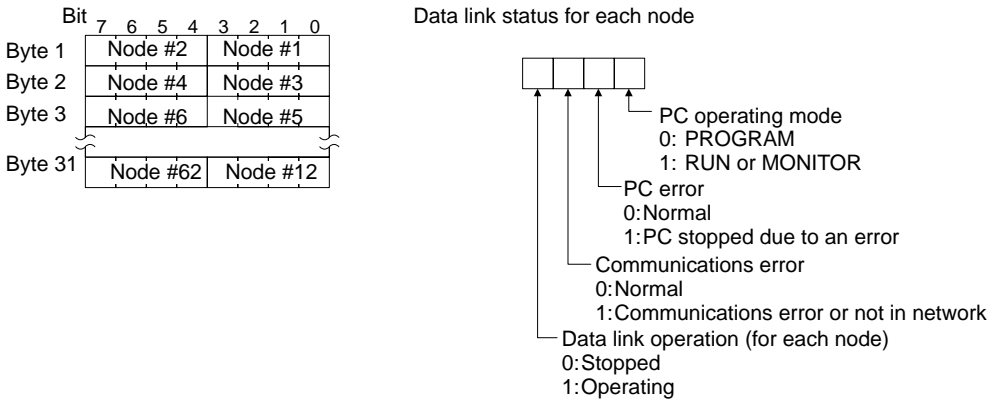 Bit
7 6 5 4 3 2 1 0
Byte 1 Node #2 Node #1
Byte 2 Node #4 Node #3
Byte 3 Node #6 Node #5
Byte 31 Node #62 Node #12
Data link status for each node
PC operating mode
0: PROGRAM
1: RUN or MONITOR
PC error
0:Normal
1:PC stopped due to an error
Communications error
0:Normal
1:Communications error or not in network
Data link operation (for each node)
0:Stopped
1:Operating